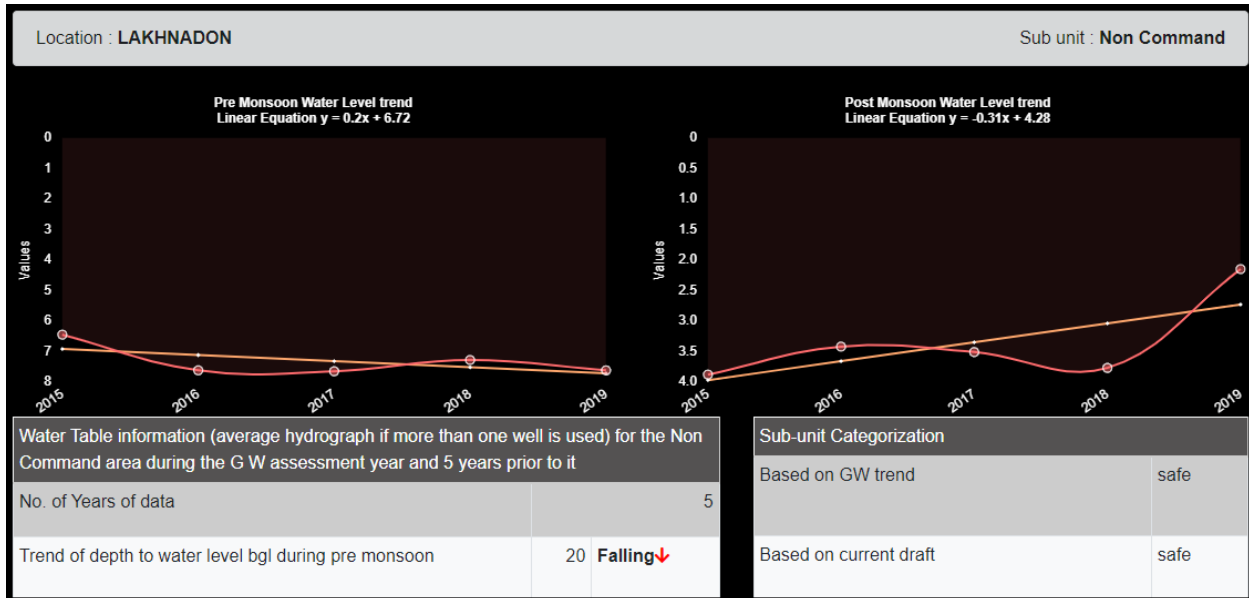 Location : LAKHNADON
Sub unit : Non Command
Pre Monsoon Water Level trend
Linear Equation y = 0.2x + 6.72
0
1
2
3
4
5
6
7
8
Values
2015
2016
2017
2018
2019
Post Monsoon Water Level trend
Linear Equation y = -0.31x + 4.28
0
0.5
1.0
1.5
2.0
2.5
3.0
3.5
4.0
Values
2015
2016
2017
2018
2019
Water Table information (average hydrograph if more than one well is used) for the Non
Command area during the G W assessment year and 5 years prior to it
No. of Years of data 5
Trend of depth to water level bgl during pre monsoon 20 Falling
Sub-unit Categorization
Based on GW trend safe
Based on current draft safe